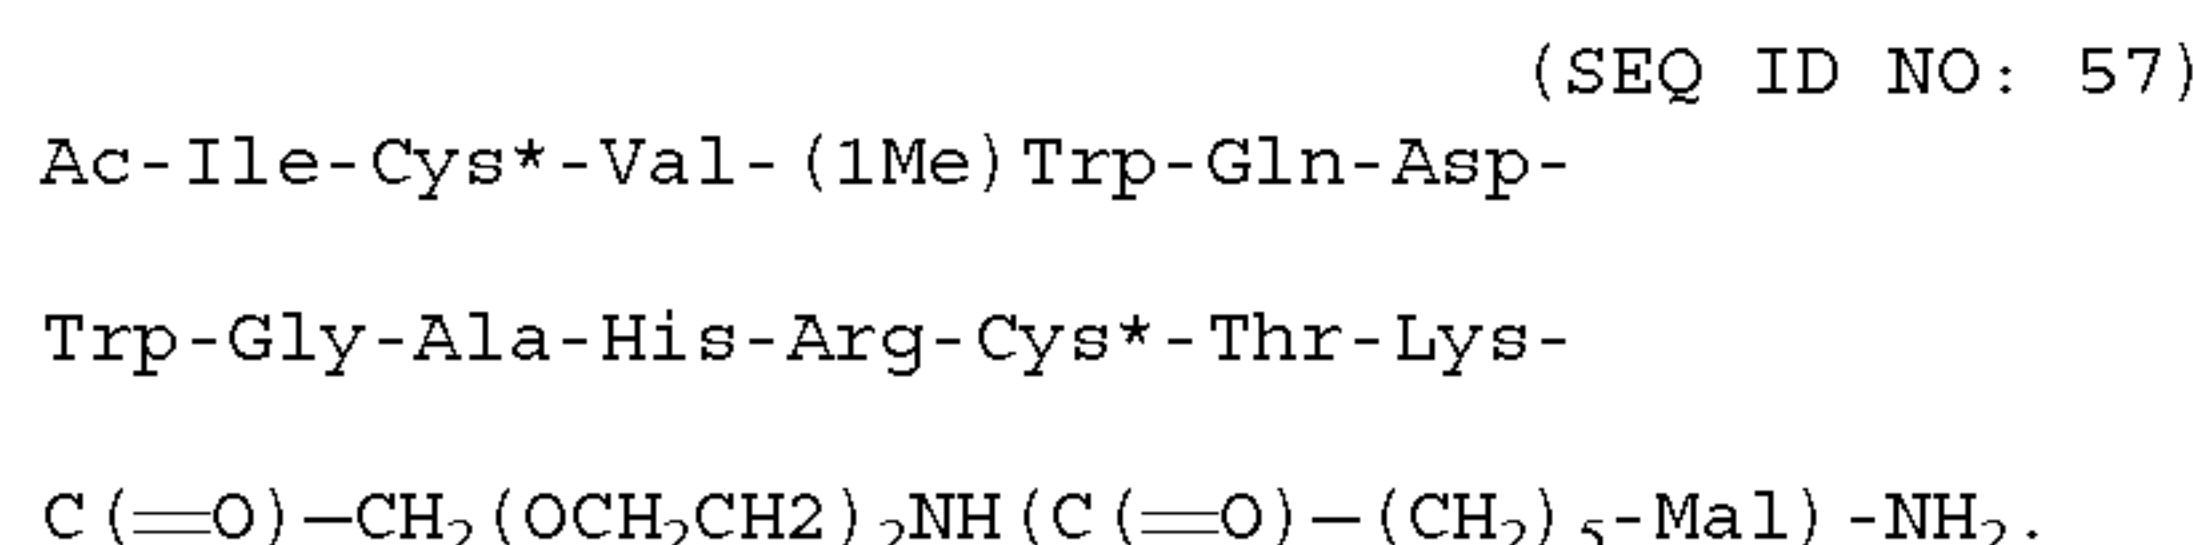 (SEQ ID NO: 57)
Ac-Ile-Cys*-Val-(1Me)Trp-Gln-Asp-
Trp-Gly-Ala-His-Arg-Cys*-Thr-Lys-
C(=O)—CH₂(OCH₂CH2)₂NH(C(=O)—(CH₂)₅-Mal)-NH₂.